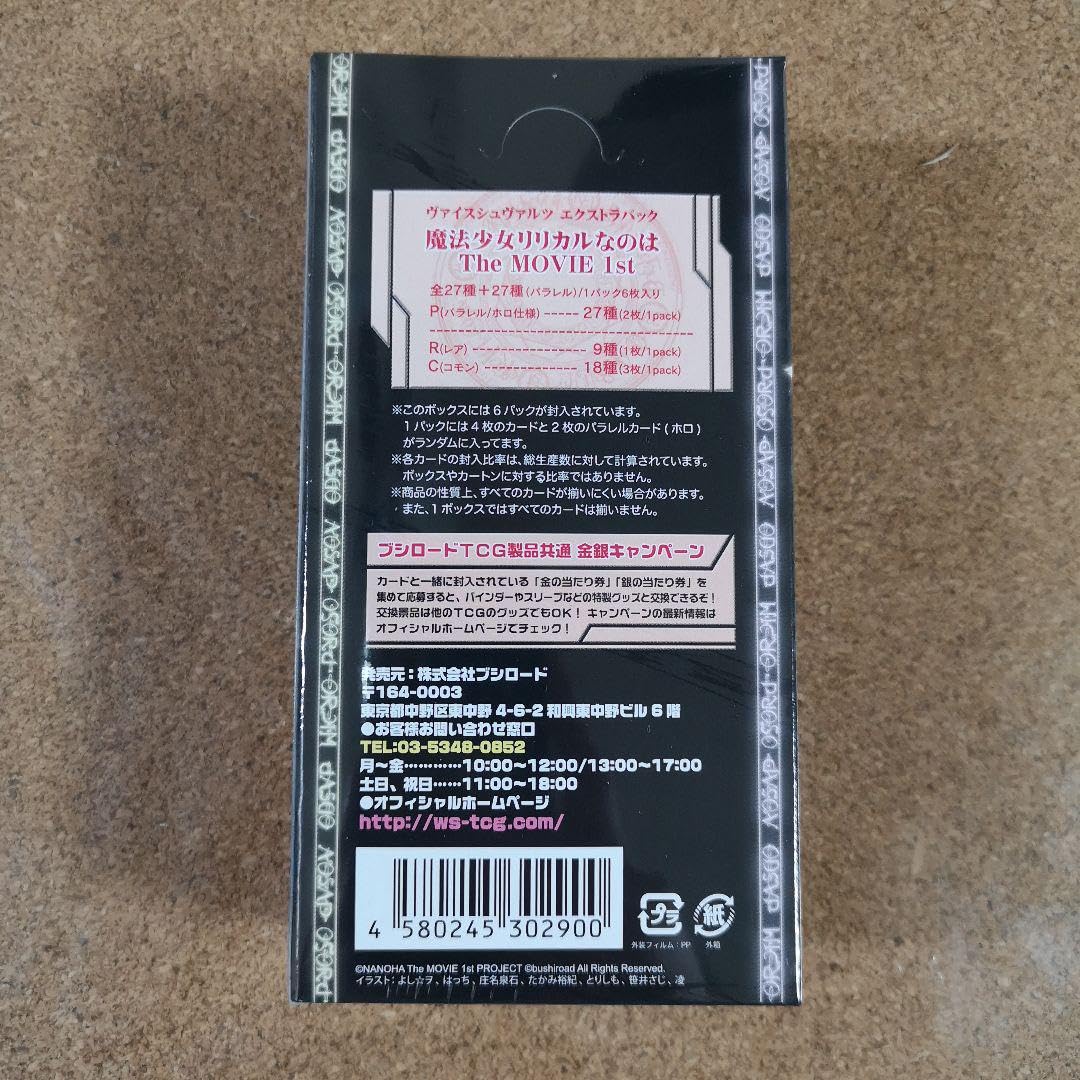 ヴァイスシュヴァルツ エクストラパック
魔法少女リリカルなのは
The MOVIE 1st
全27種+27種(パラレル)/1パック6枚入り
P(パラレル/ホロ仕様) ----- 27種(2枚/1pack)
R(レア) ---------------- 9種(1枚/1pack)
C(コモン) ------------- 18種(3枚/1pack)
※このボックスには6パックが封入されています。
1パックには4枚のカードと2枚のパラレルカード(ホロ)
がランダムに入ってます。
※各カードの封入比率は、総生産数に対して計算されています。
ボックスやカートンに対する比率ではありません。
※商品の性質上、すべてのカードが揃いにくい場合があります。
また、1ボックスではすべてのカードは揃いません。
ブシロードTCG製品共通 金銀キャンペーン
カードと一緒に封入されている「金の当たり券」「銀の当たり券」を
集めて応募すると、バインダーやスリーブなどの特製グッズと交換できるぞ!
交換景品は他のTCGのグッズでもOK! キャンペーンの最新情報は
オフィシャルホームページでチェック!
発売元:株式会社ブシロード
〒164-0003
東京都中野区東中野4-6-2 和興東中野ビル6階
●お客様お問い合わせ窓口
TEL:03-5348-0852
月~金…………10:00~12:00/13:00~17:00
土日、祝日……11:00~18:00
●オフィシャルホームページ
http://ws-tcg.com/
4 580245 302900
プラ
外装フィルム:PP
紙
外箱
©NANOHA The MOVIE 1st PROJECT ©bushiroad All Rights Reserved.
イラスト:よし☆ヲ、はっち、庄名泉石、たかみ裕紀、とりしも、笹井さじ、凌